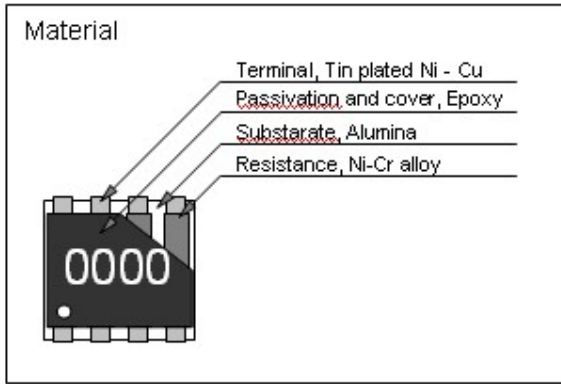 Material
Terminal, Tin plated Ni - Cu
Passivation and cover, Epoxy
Substarate, Alumina
Resistance, Ni-Cr alloy
0000